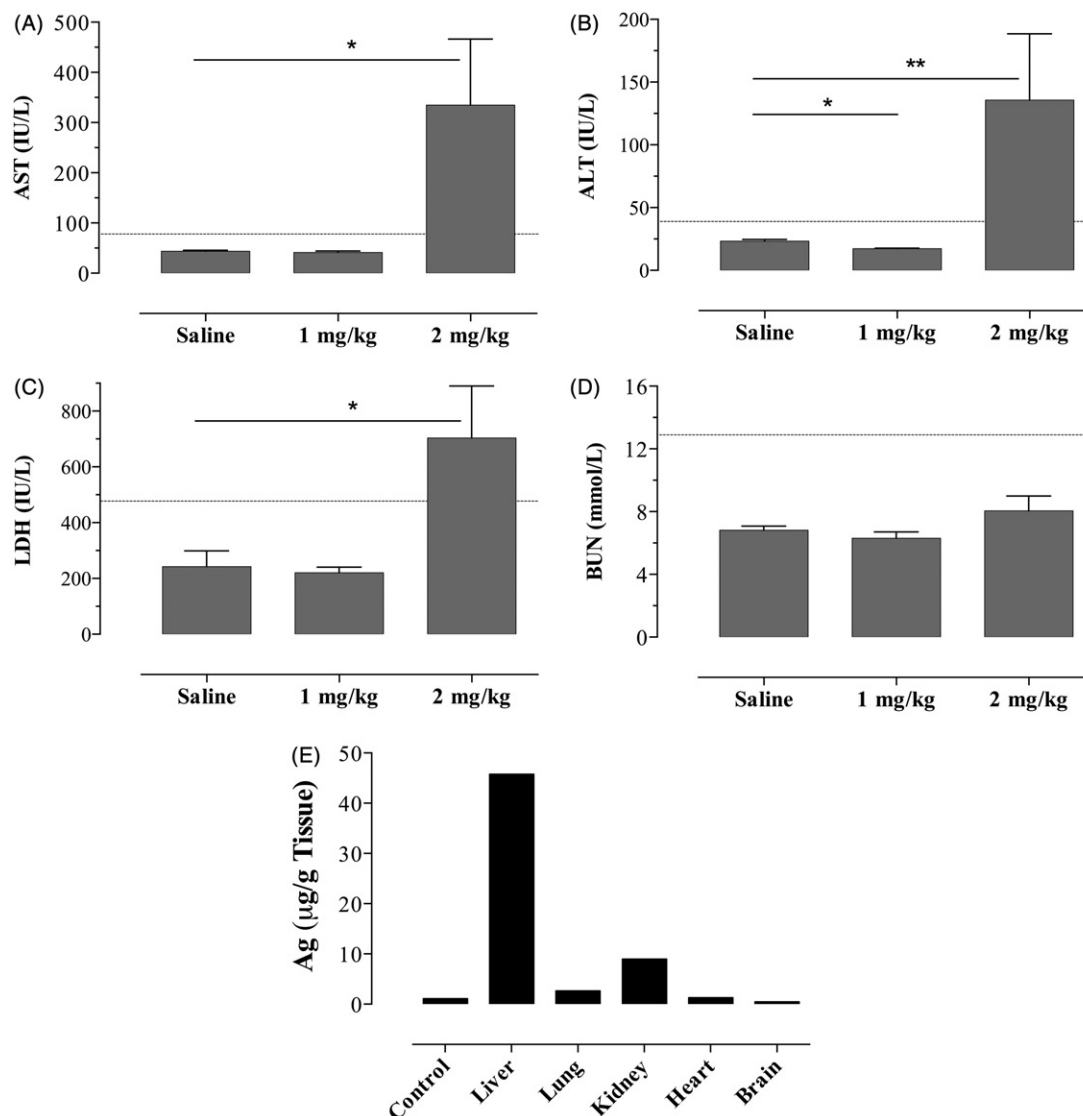 (A)
500
400
300
200
100
0
AST (IU/L)
*
Saline 1 mg/kg 2 mg/kg
(B)
200
150
100
50
0
ALT (IU/L)
**
*
Saline 1 mg/kg 2 mg/kg
(C)
800
600
400
200
0
LDH (IU/L)
*
Saline 1 mg/kg 2 mg/kg
(D)
16
12
8
4
0
BUN (mmol/L)
Saline 1 mg/kg 2 mg/kg
(E)
50
40
30
20
10
0
Ag (µg/g Tissue)
Control Liver Lung Kidney Heart Brain